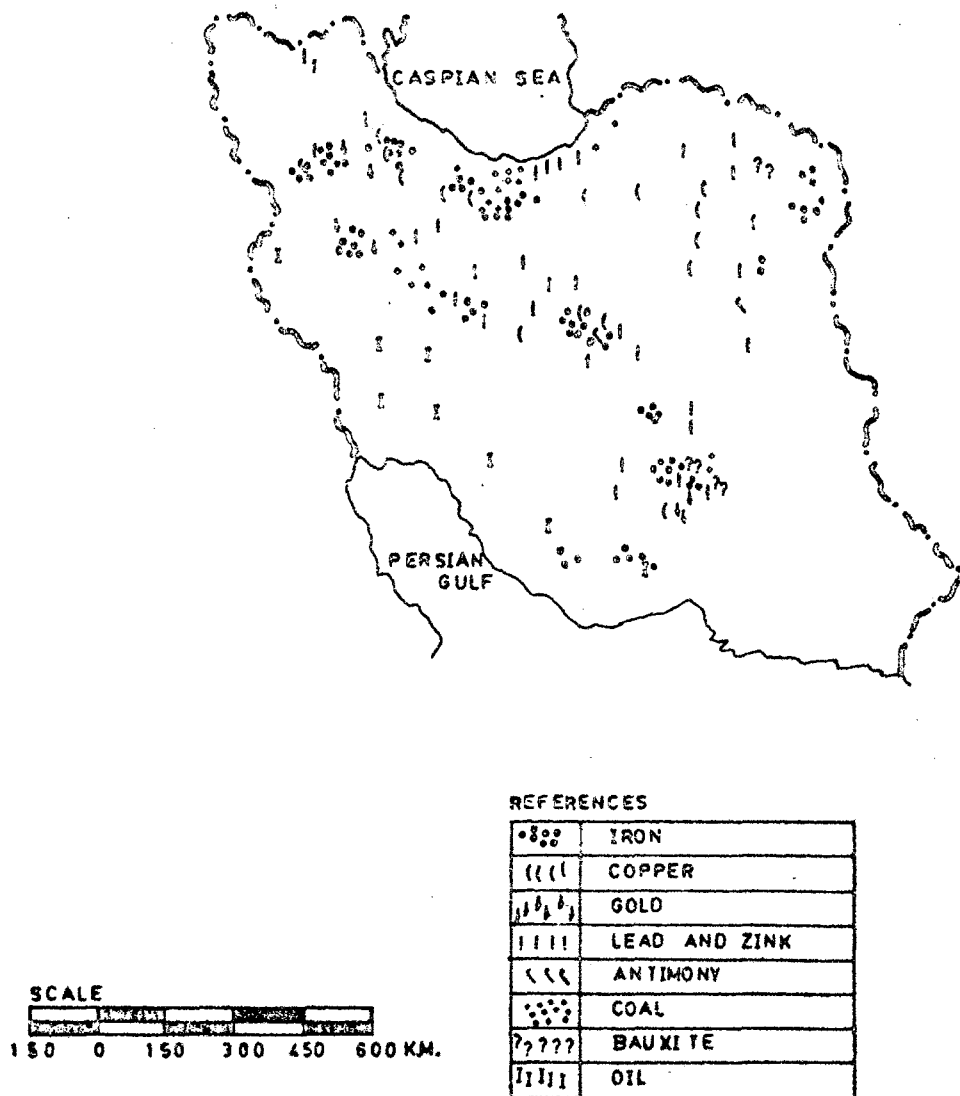 CASPIAN SEA
PERSIAN
GULF
REFERENCES
IRON
COPPER
GOLD
LEAD AND ZINK
ANTIMONY
COAL
BAUXITE
OIL
SCALE
150 0 150 300 450 600 K.M.